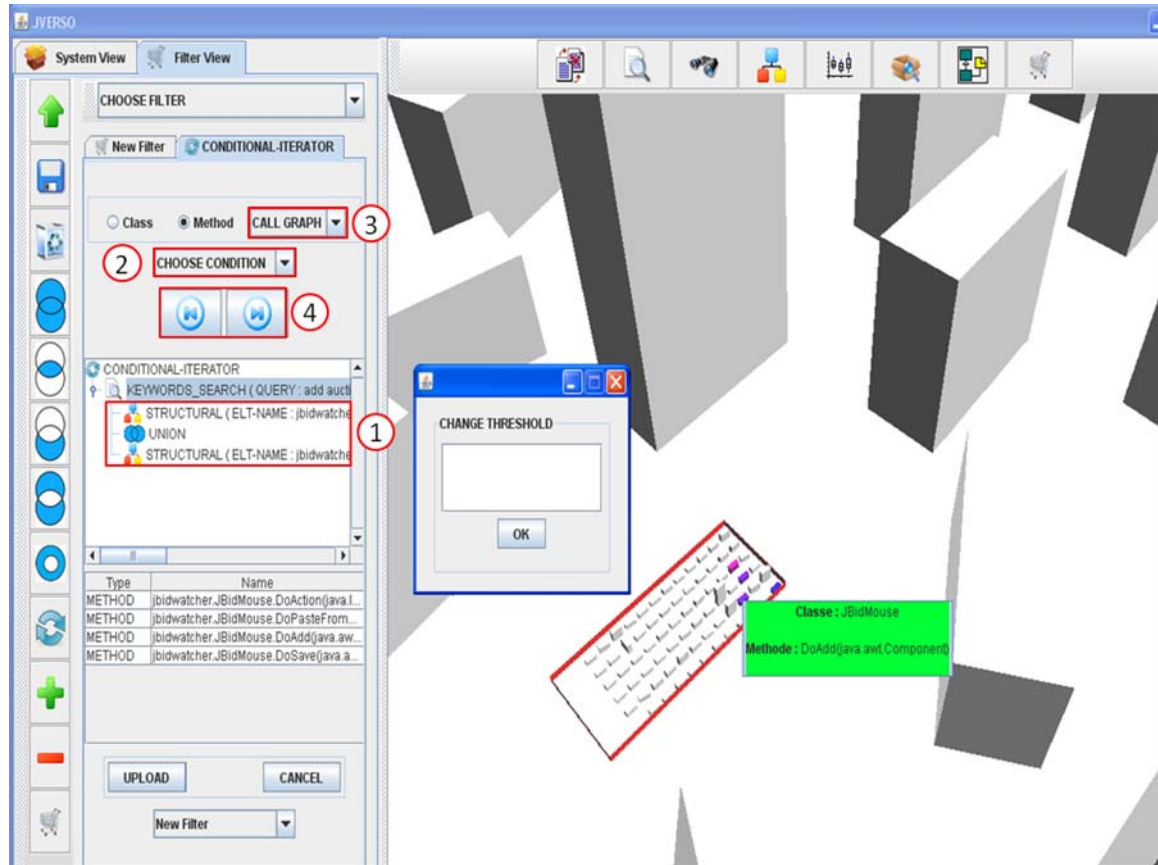 JVERSO
System View
Filter View
CHOOSE FILTER
New Filter
CONDITIONAL-ITERATOR
Class
Method
CALL GRAPH
3
2
CHOOSE CONDITION
4
CONDITIONAL-ITERATOR
KEYWORDS_SEARCH ( QUERY : add aucti
STRUCTURAL ( ELT-NAME : jbidwatche
UNION
STRUCTURAL ( ELT-NAME : jbidwatche
1
Type Name
METHOD jbidwatcher.JBidMouse.DoAction(java.l...
METHOD jbidwatcher.JBidMouse.DoPasteFrom...
METHOD jbidwatcher.JBidMouse.DoAdd(java.aw...
METHOD jbidwatcher.JBidMouse.DoSave(java.a...
UPLOAD
CANCEL
New Filter
CHANGE THRESHOLD
OK
Classe : JBidMouse
Methode : DoAdd(java.awt.Component)